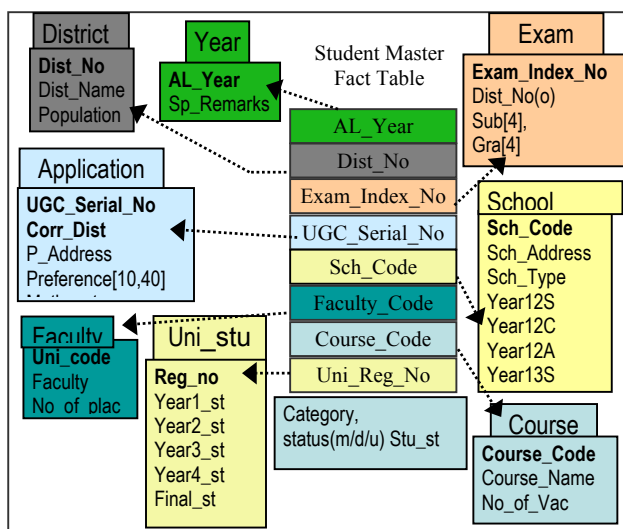 District
Dist_No
Dist_Name
Population
Year
AL_Year
Sp_Remarks
Student Master
Fact Table
AL_Year
Dist_No
Exam_Index_No
UGC_Serial_No
Sch_Code
Faculty_Code
Course_Code
Uni_Reg_No
Category,
status(m/d/u) Stu_st
Exam
Exam_Index_No
Dist_No(o)
Sub[4],
Gra[4]
Application
UGC_Serial_No
Corr_Dist
P_Address
Preference[10,40]
School
Sch_Code
Sch_Address
Sch_Type
Year12S
Year12C
Year12A
Year13S
Faculty
Uni_code
Faculty
No_of_plac
Uni_stu
Reg_no
Year1_st
Year2_st
Year3_st
Year4_st
Final_st
Course
Course_Code
Course_Name
No_of_Vac